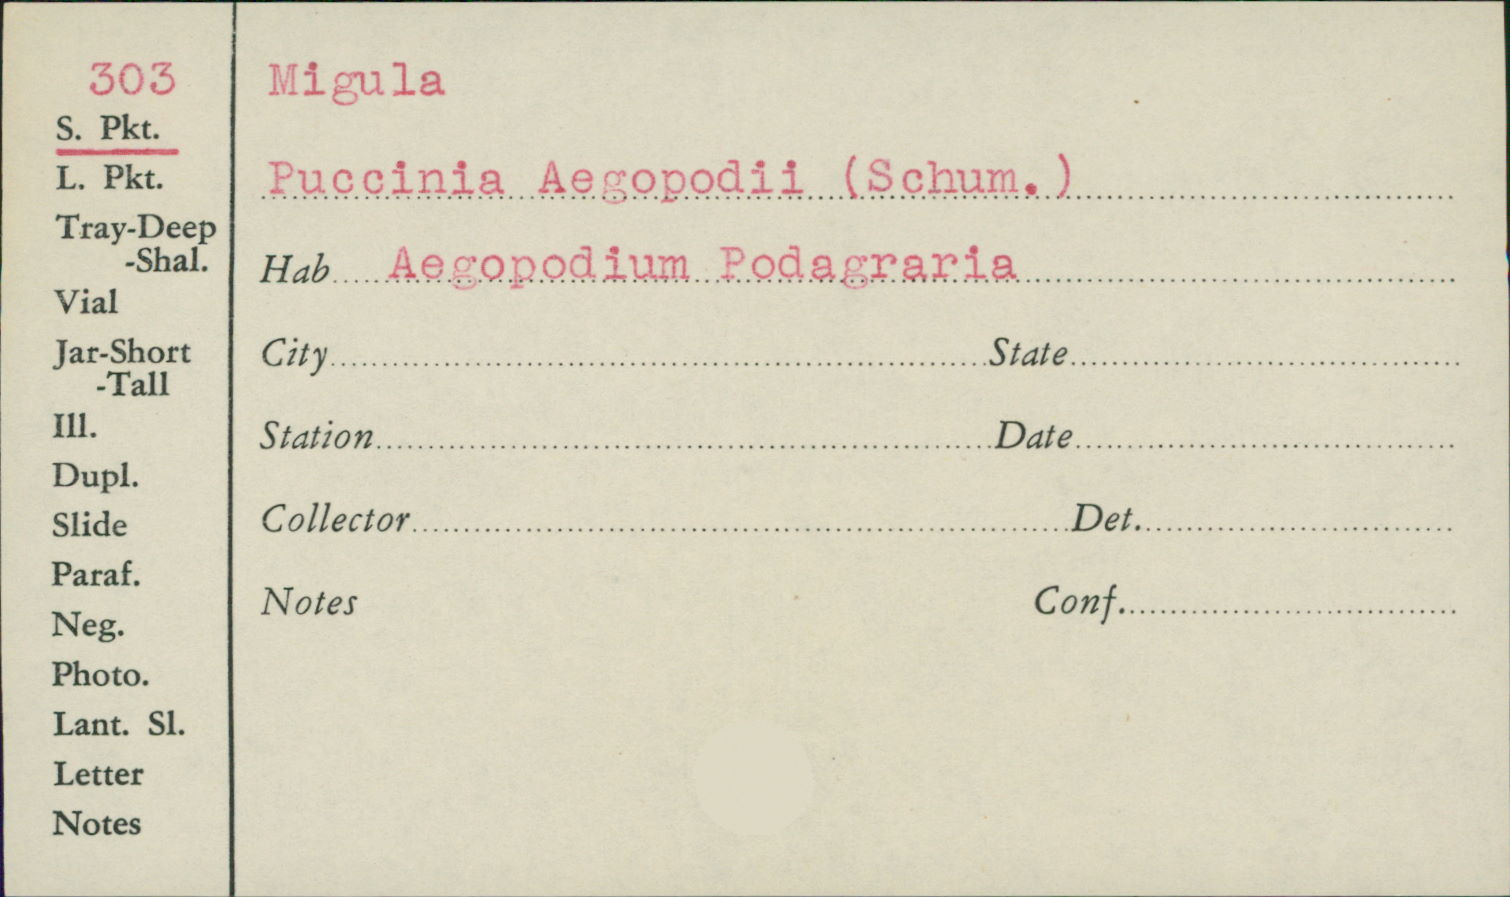 303
S. Pkt.
L. Pkt.
Tray-Deep
-Shal.
Vial
Jar-Short
-Tall
Ill.
Dupl.
Slide
Paraf.
Neg.
Photo.
Lant. Sl.
Letter
Notes
Migula
Puccinia Aegopodii (Schum.)
Hab Aegopodium Podagraria
City State
Station Date
Collector Det.
Notes Conf.